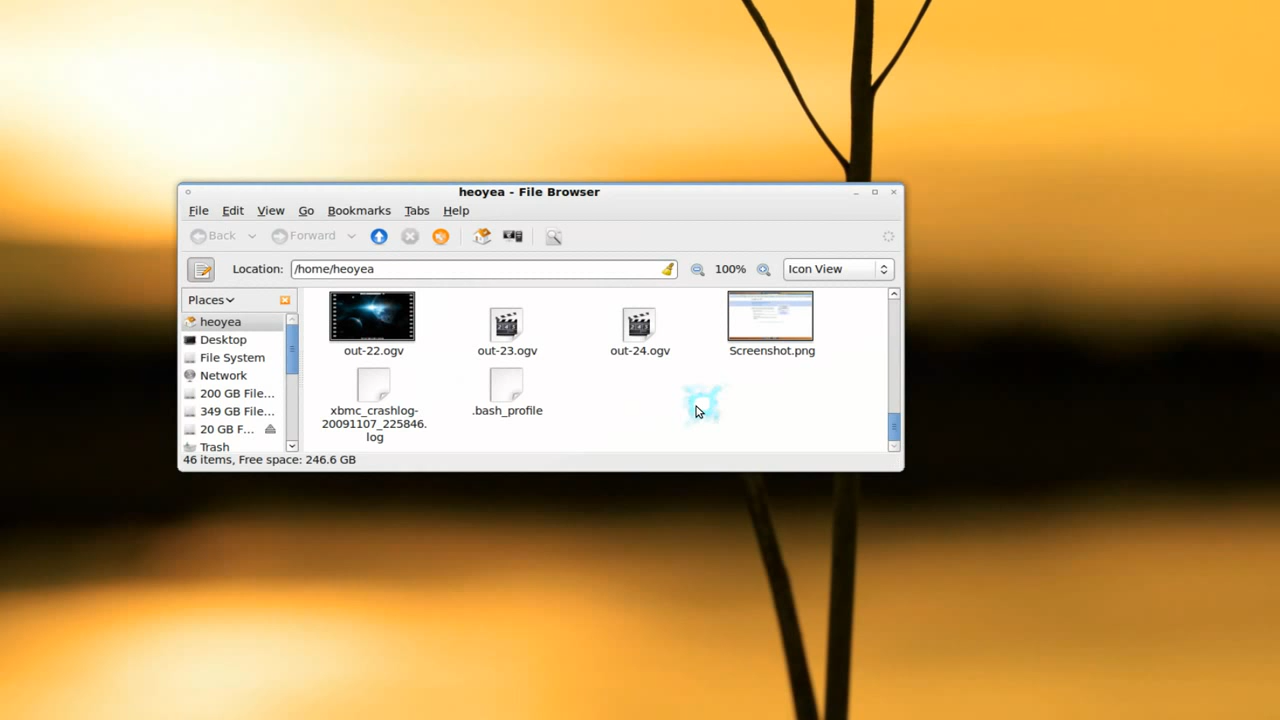 heoyea - File Browser
File Edit View Go Bookmarks Tabs Help
Back Forward
Location: /home/heoyea 100% Icon View
Places
heoyea
Desktop
File System
Network
200 GB File...
349 GB File...
20 GB F...
Trash
out-22.ogv out-23.ogv out-24.ogv Screenshot.png
xbmc_crashlog-
20091107_225846.
log
.bash_profile
46 items, Free space: 246.6 GB